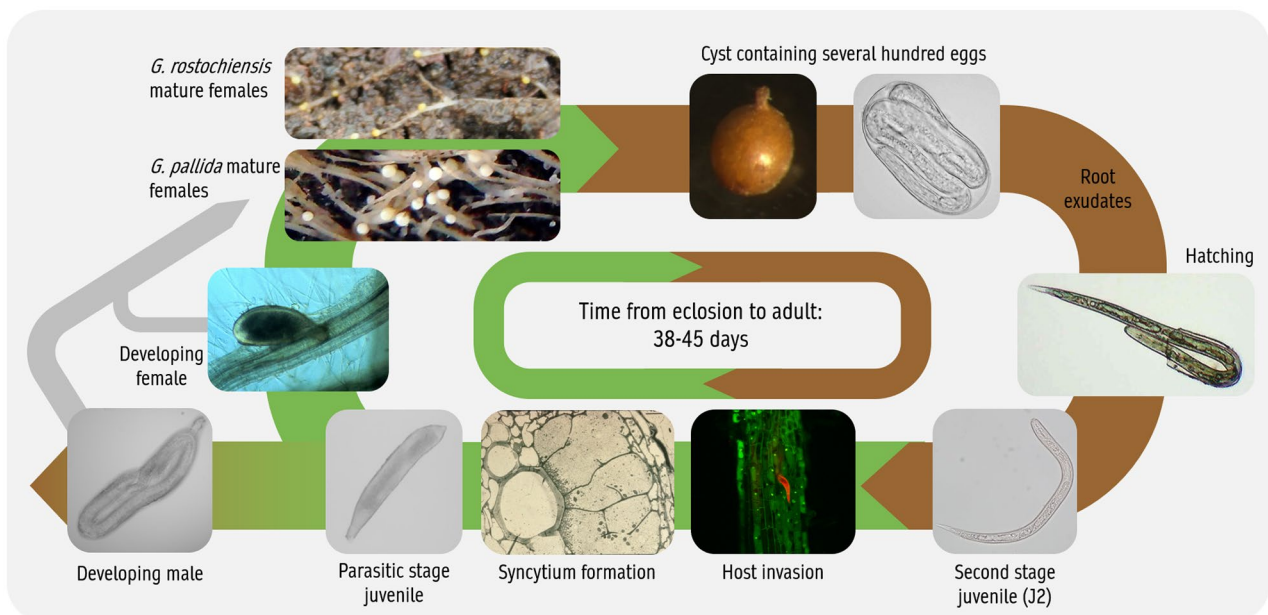 G. rostochiensis
mature females
G. pallida mature
females
Cyst containing several hundred eggs
Root
exudates
Hatching
Time from eclosion to adult:
38-45 days
Developing
female
Developing male
Parasitic stage
juvenile
Syncytium formation
Host invasion
Second stage
juvenile (J2)